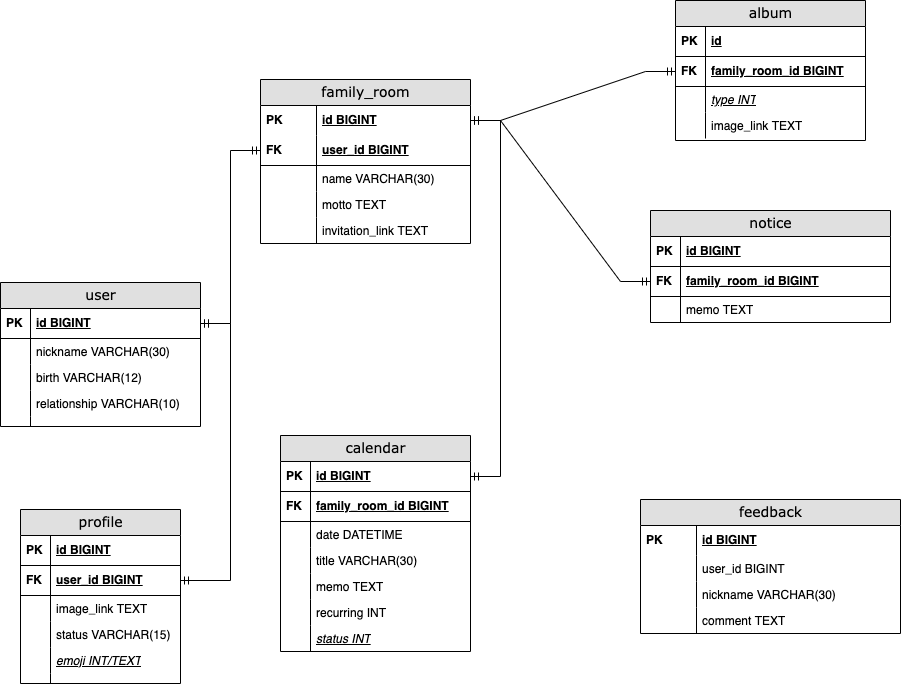 album
PK id
FK family_room_id BIGINT
type INT
image_link TEXT
family_room
PK id BIGINT
FK user_id BIGINT
name VARCHAR(30)
motto TEXT
invitation_link TEXT
notice
PK id BIGINT
FK family_room_id BIGINT
memo TEXT
user
PK id BIGINT
nickname VARCHAR(30)
birth VARCHAR(12)
relationship VARCHAR(10)
calendar
PK id BIGINT
FK family_room_id BIGINT
date DATETIME
title VARCHAR(30)
memo TEXT
recurring INT
status INT
profile
PK id BIGINT
FK user_id BIGINT
image_link TEXT
status VARCHAR(15)
emoji INT/TEXT
feedback
PK id BIGINT
user_id BIGINT
nickname VARCHAR(30)
comment TEXT